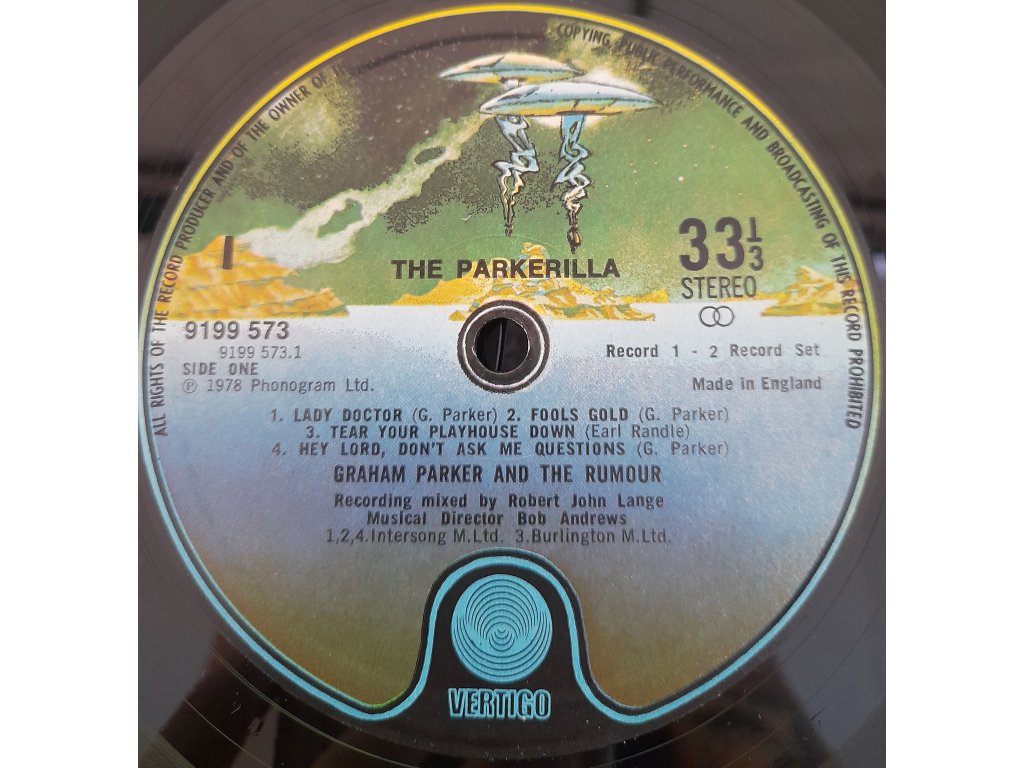 ALL RIGHTS OF THE RECORD PRODUCER AND OF THE OWNER OF
COPYING, PUBLIC PERFORMANCE AND BROADCASTING OF THIS RECORD PROHIBITED
1
THE PARKERILLA
33 1/3
STEREO
9199 573
9199 573.1
SIDE ONE
℗ 1978 Phonogram Ltd.
Record 1 - 2 Record Set
Made in England
1. LADY DOCTOR (G. Parker) 2. FOOLS GOLD (G. Parker)
3. TEAR YOUR PLAYHOUSE DOWN (Earl Randle)
4. HEY LORD, DON'T ASK ME QUESTIONS (G. Parker)
GRAHAM PARKER AND THE RUMOUR
Recording mixed by Robert John Lange
Musical Director Bob Andrews
1,2,4.Intersong M.Ltd. 3.Burlington M.Ltd.
VERTIGO